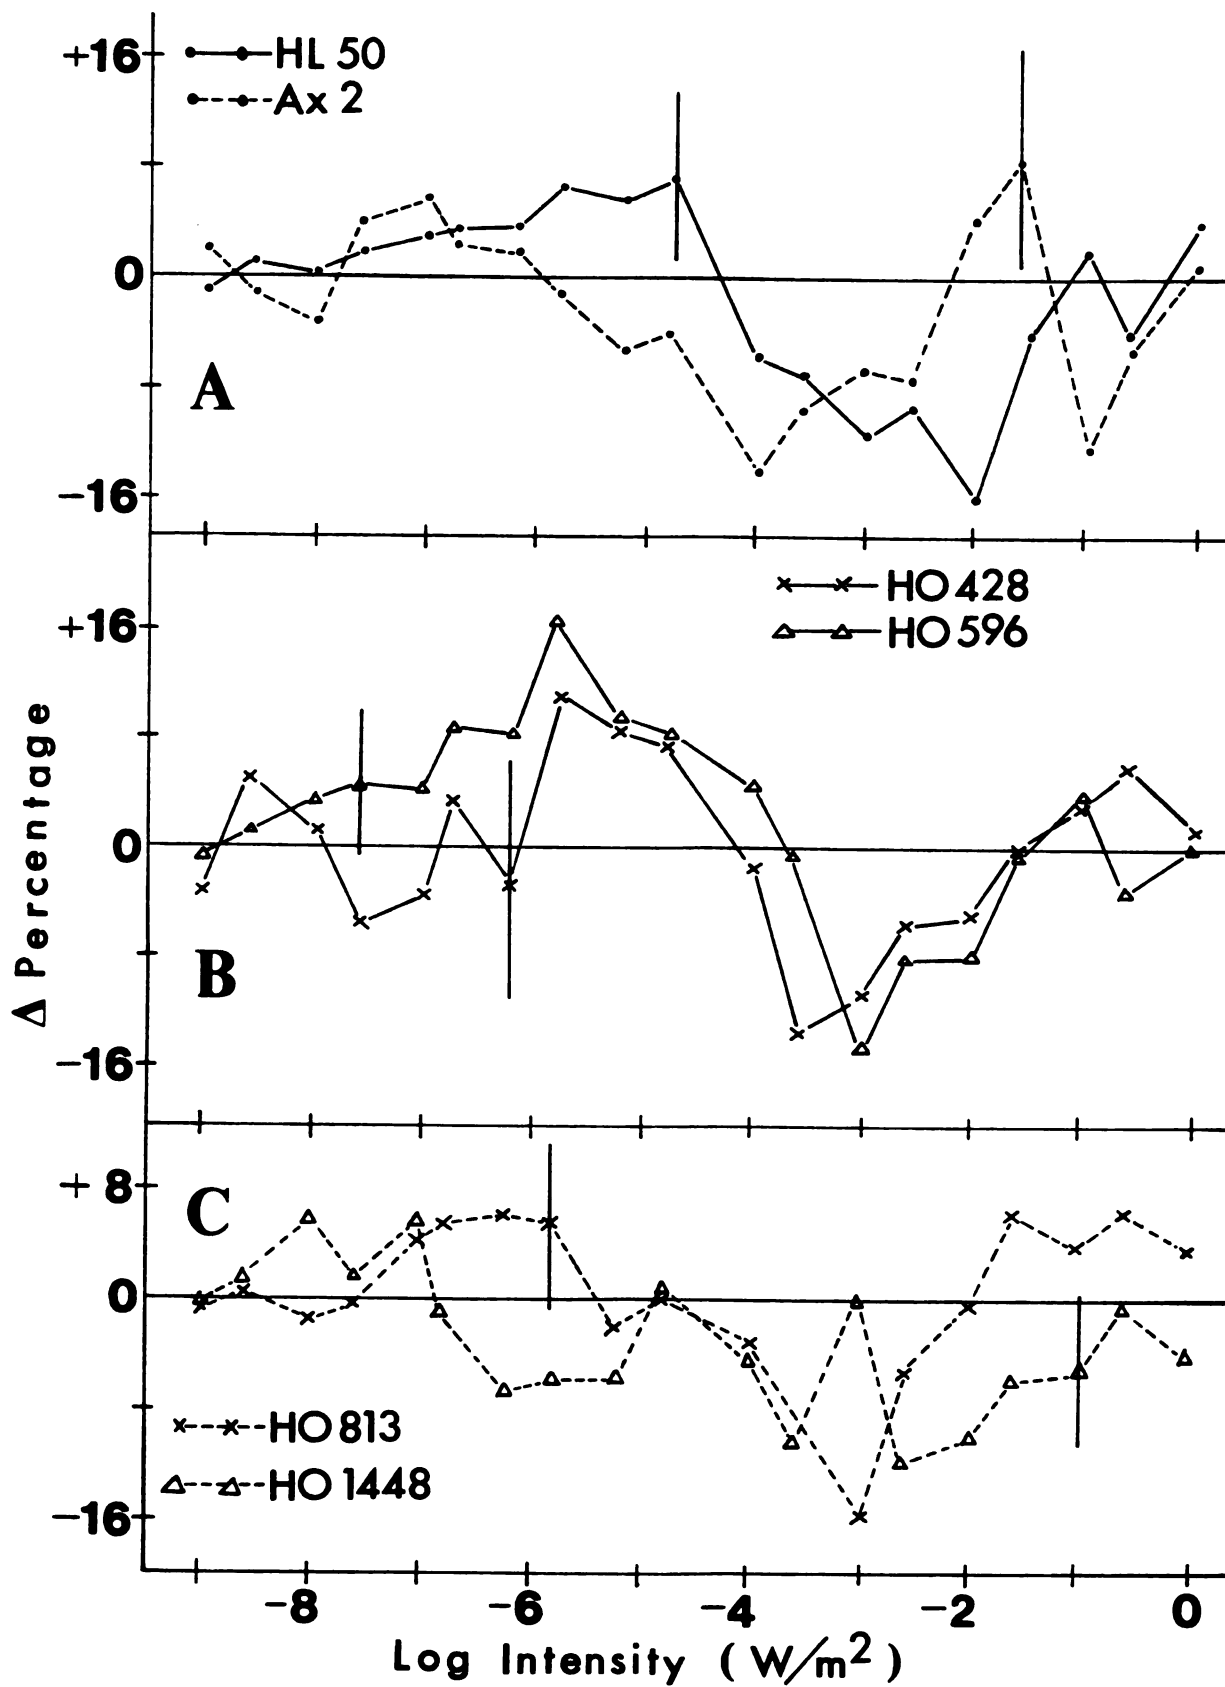 +16
HL 50
Ax 2
0
A
−16
HO 428
+16
HO 596
0
B
−16
Δ Percentage
+ 8
C
0
HO 813
HO 1448
−16
−8 −6 −4 −2 0
Log Intensity ( W/m2 )